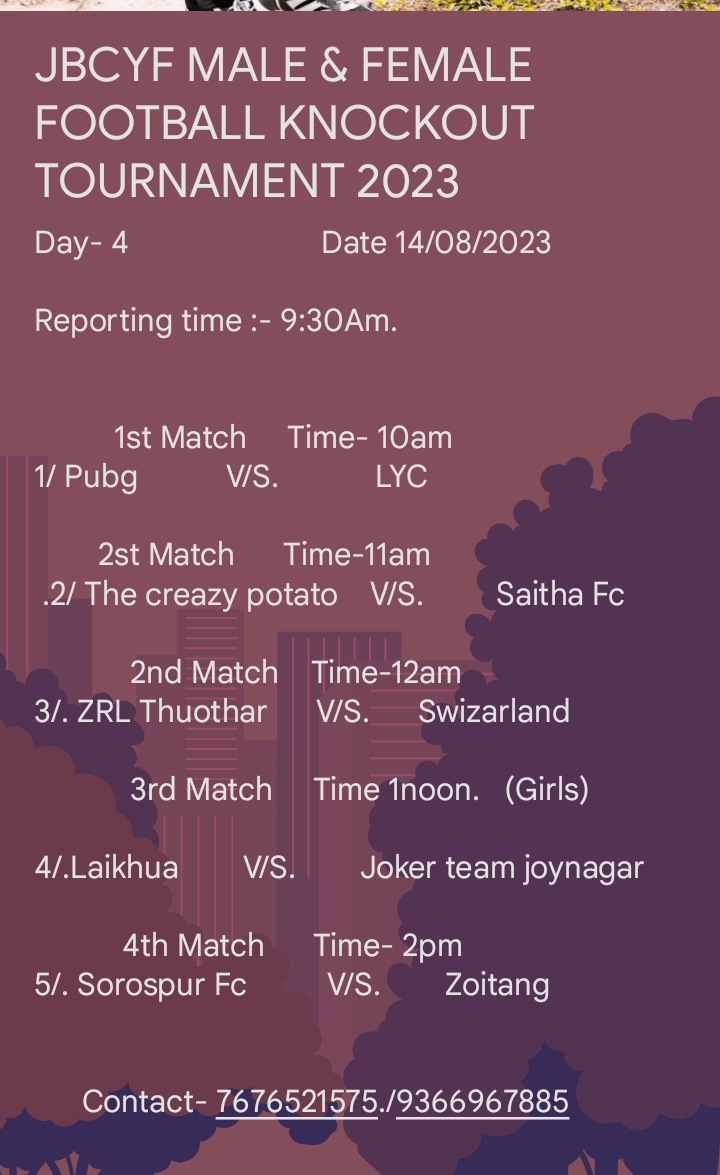 JBCYF MALE & FEMALE
FOOTBALL KNOCKOUT
TOURNAMENT 2023
Day- 4 Date 14/08/2023
Reporting time :- 9:30Am.
1st Match Time- 10am
1/ Pubg V/S. LYC
2st Match Time-11am
.2/ The creazy potato V/S. Saitha Fc
2nd Match Time-12am
3/. ZRL Thuothar V/S. Swizarland
3rd Match Time 1noon. (Girls)
4/.Laikhua V/S. Joker team joynagar
4th Match Time- 2pm
5/. Sorospur Fc V/S. Zoitang
Contact- 7676521575./9366967885